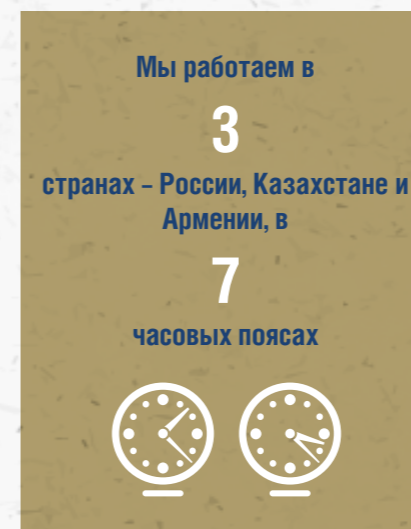 Мы работаем в
3
странах – России, Казахстане и
Армении, в
7
часовых поясах